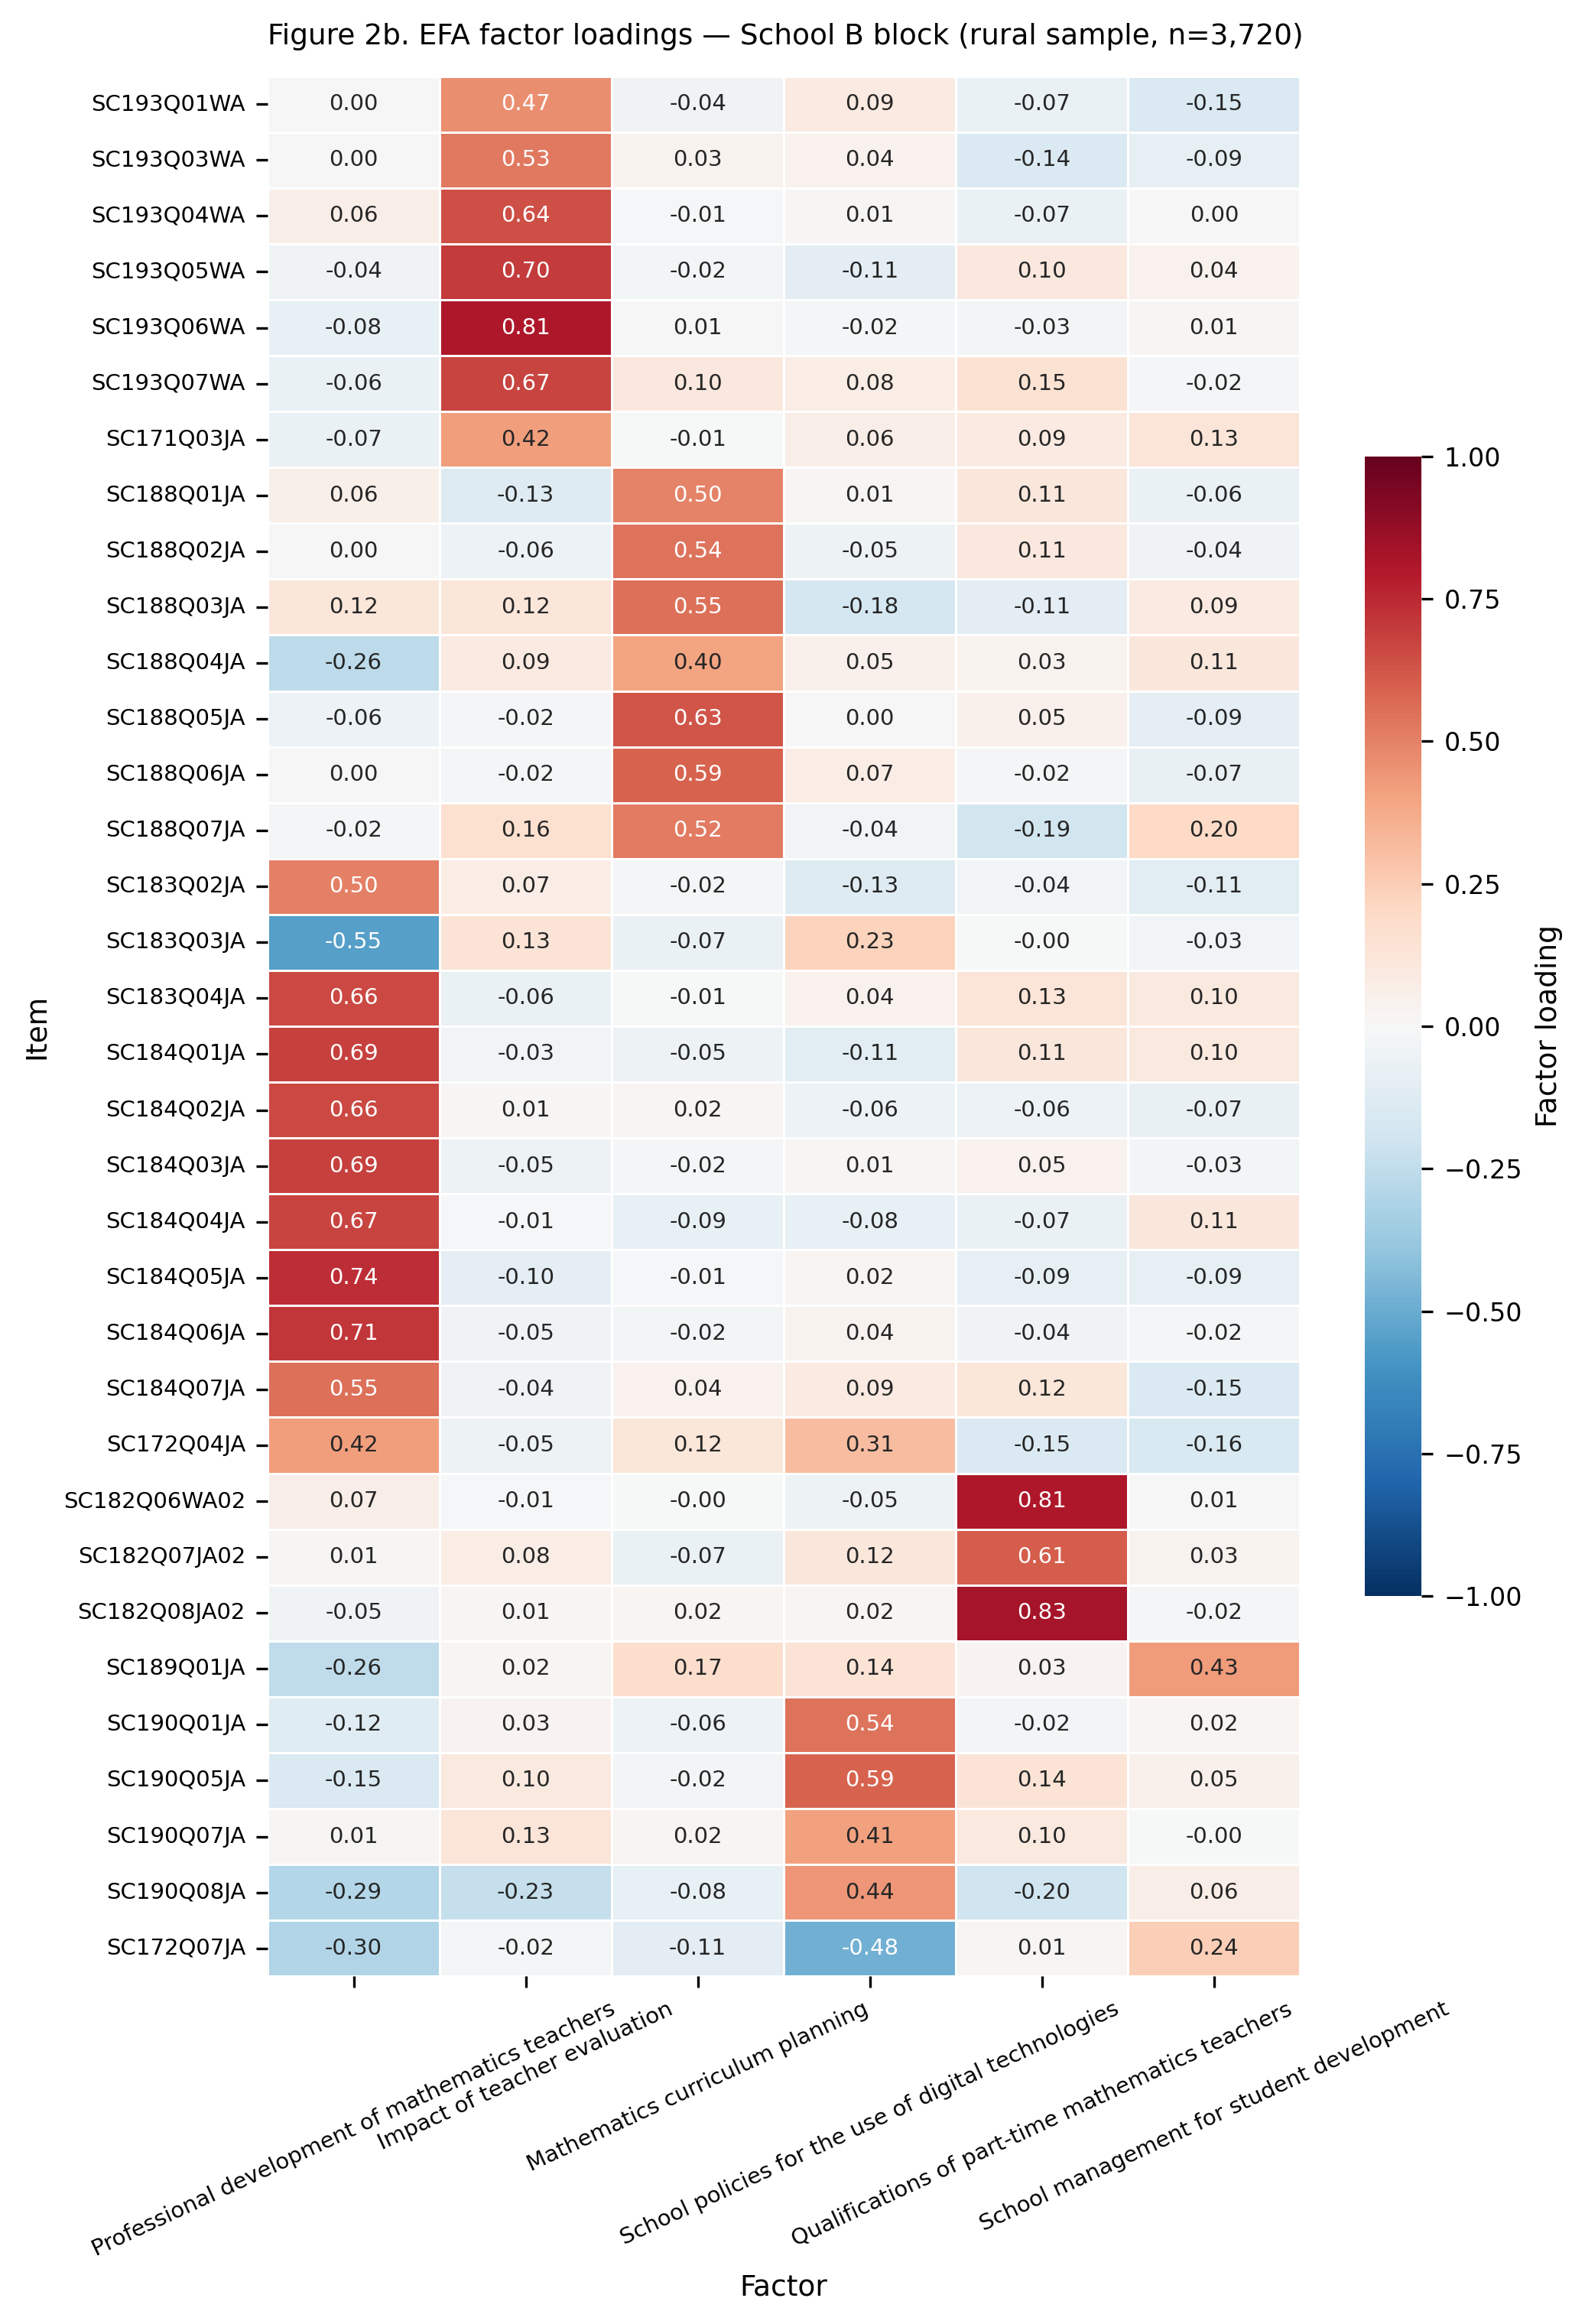 Figure 2b. EFA factor loadings — School B block (rural sample, n=3,720)
SC193Q01WA 0.00 0.47 -0.04 0.09 -0.07 -0.15
SC193Q03WA 0.00 0.53 0.03 0.04 -0.14 -0.09
SC193Q04WA 0.06 0.64 -0.01 0.01 -0.07 0.00
SC193Q05WA -0.04 0.70 -0.02 -0.11 0.10 0.04
SC193Q06WA -0.08 0.81 0.01 -0.02 -0.03 0.01
SC193Q07WA -0.06 0.67 0.10 0.08 0.15 -0.02
SC171Q03JA -0.07 0.42 -0.01 0.06 0.09 0.13
SC188Q01JA 0.06 -0.13 0.50 0.01 0.11 -0.06
SC188Q02JA 0.00 -0.06 0.54 -0.05 0.11 -0.04
SC188Q03JA 0.12 0.12 0.55 -0.18 -0.11 0.09
SC188Q04JA -0.26 0.09 0.40 0.05 0.03 0.11
SC188Q05JA -0.06 -0.02 0.63 0.00 0.05 -0.09
SC188Q06JA 0.00 -0.02 0.59 0.07 -0.02 -0.07
SC188Q07JA -0.02 0.16 0.52 -0.04 -0.19 0.20
SC183Q02JA 0.50 0.07 -0.02 -0.13 -0.04 -0.11
SC183Q03JA -0.55 0.13 -0.07 0.23 -0.00 -0.03
SC183Q04JA 0.66 -0.06 -0.01 0.04 0.13 0.10
SC184Q01JA 0.69 -0.03 -0.05 -0.11 0.11 0.10
SC184Q02JA 0.66 0.01 0.02 -0.06 -0.06 -0.07
SC184Q03JA 0.69 -0.05 -0.02 0.01 0.05 -0.03
SC184Q04JA 0.67 -0.01 -0.09 -0.08 -0.07 0.11
SC184Q05JA 0.74 -0.10 -0.01 0.02 -0.09 -0.09
SC184Q06JA 0.71 -0.05 -0.02 0.04 -0.04 -0.02
SC184Q07JA 0.55 -0.04 0.04 0.09 0.12 -0.15
SC172Q04JA 0.42 -0.05 0.12 0.31 -0.15 -0.16
SC182Q06WA02 0.07 -0.01 -0.00 -0.05 0.81 0.01
SC182Q07JA02 0.01 0.08 -0.07 0.12 0.61 0.03
SC182Q08JA02 -0.05 0.01 0.02 0.02 0.83 -0.02
SC189Q01JA -0.26 0.02 0.17 0.14 0.03 0.43
SC190Q01JA -0.12 0.03 -0.06 0.54 -0.02 0.02
SC190Q05JA -0.15 0.10 -0.02 0.59 0.14 0.05
SC190Q07JA 0.01 0.13 0.02 0.41 0.10 -0.00
SC190Q08JA -0.29 -0.23 -0.08 0.44 -0.20 0.06
SC172Q07JA -0.30 -0.02 -0.11 -0.48 0.01 0.24
Item
Professional development of mathematics teachers
Impact of teacher evaluation
Mathematics curriculum planning
School policies for the use of digital technologies
Qualifications of part-time mathematics teachers
School management for student development
Factor
1.00
0.75
0.50
0.25
0.00
−0.25
−0.50
−0.75
−1.00
Factor loading